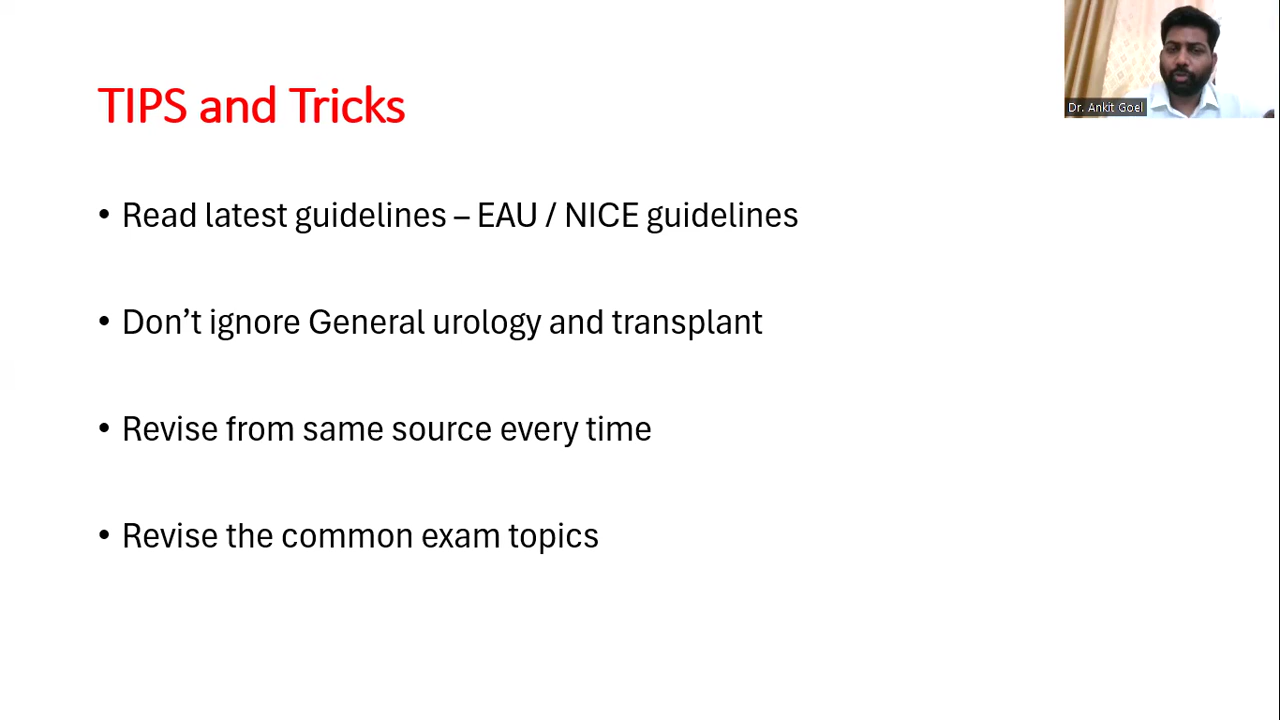 TIPS and Tricks
Dr. Ankit Goel
• Read latest guidelines – EAU / NICE guidelines
• Don’t ignore General urology and transplant
• Revise from same source every time
• Revise the common exam topics